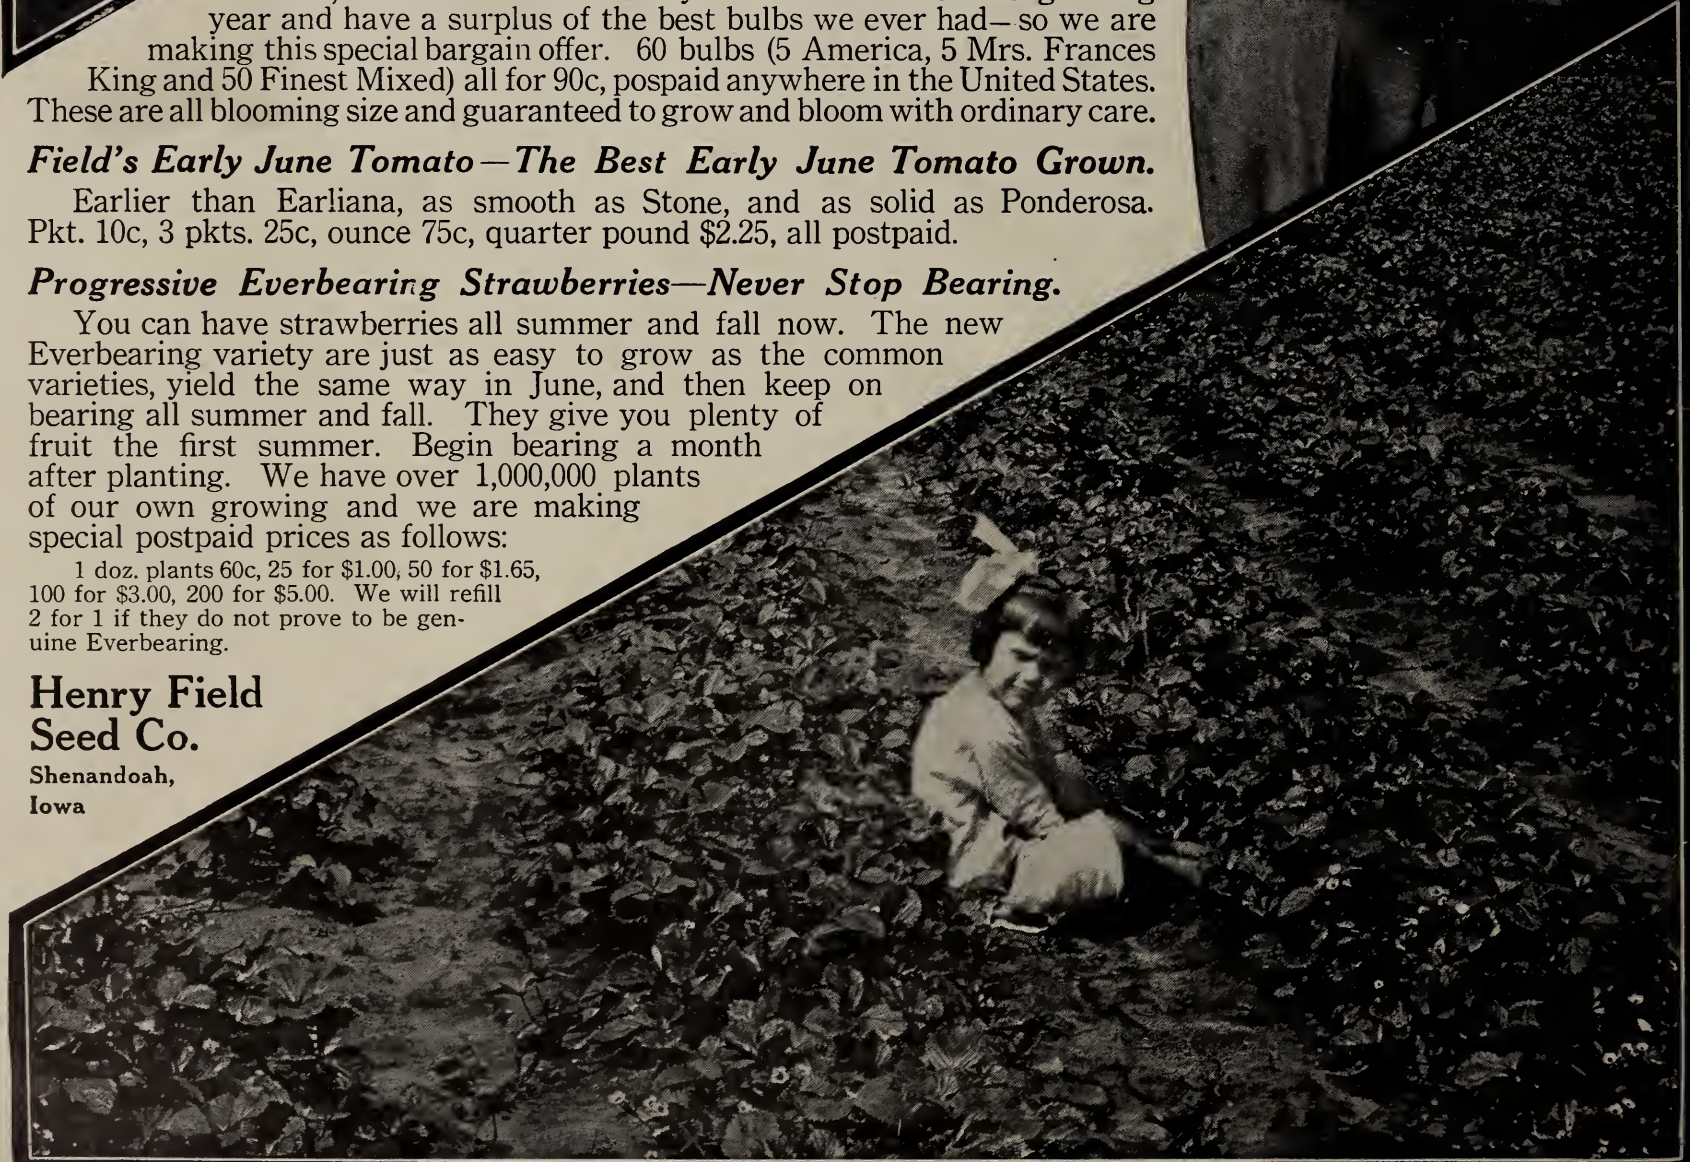 year and have a surplus of the best bulbs we ever had—so we are
making this special bargain offer. 60 bulbs (5 America, 5 Mrs. Frances
King and 50 Finest Mixed) all for 90c, pospaid anywhere in the United States.
These are all blooming size and guaranteed to grow and bloom with ordinary care.
Field's Early June Tomato—The Best Early June Tomato Grown.
Earlier than Earliana, as smooth as Stone, and as solid as Ponderosa.
Pkt. 10c, 3 pkts. 25c, ounce 75c, quarter pound $2.25, all postpaid.
Progressive Everbearing Strawberries—Never Stop Bearing.
You can have strawberries all summer and fall now. The new
Everbearing variety are just as easy to grow as the common
varieties, yield the same way in June, and then keep on
bearing all summer and fall. They give you plenty of
fruit the first summer. Begin bearing a month
after planting. We have over 1,000,000 plants
of our own growing and we are making
special postpaid prices as follows:
1 doz. plants 60c, 25 for $1.00, 50 for $1.65,
100 for $3.00, 200 for $5.00. We will refill
2 for 1 if they do not prove to be gen-
uine Everbearing.
Henry Field
Seed Co.
Shenandoah,
Iowa